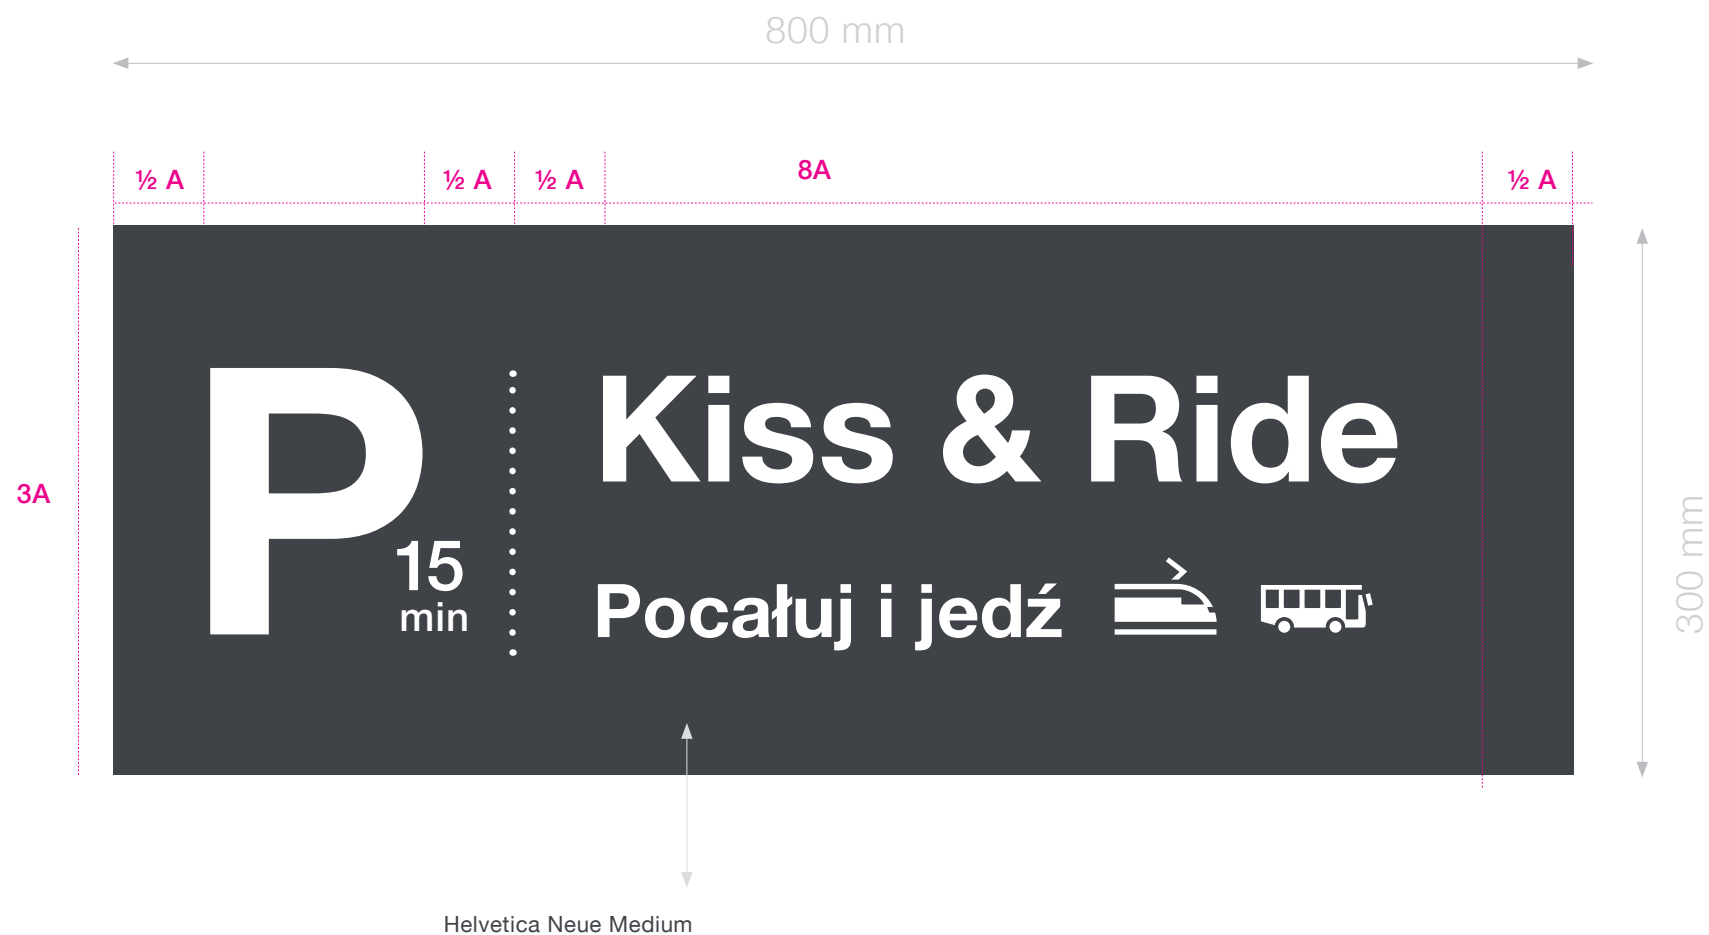 800 mm
½ A
½ A
½ A
8A
½ A
3A
P
15
min
Kiss & Ride
Pocałuj i jedź
300 mm
Helvetica Neue Medium